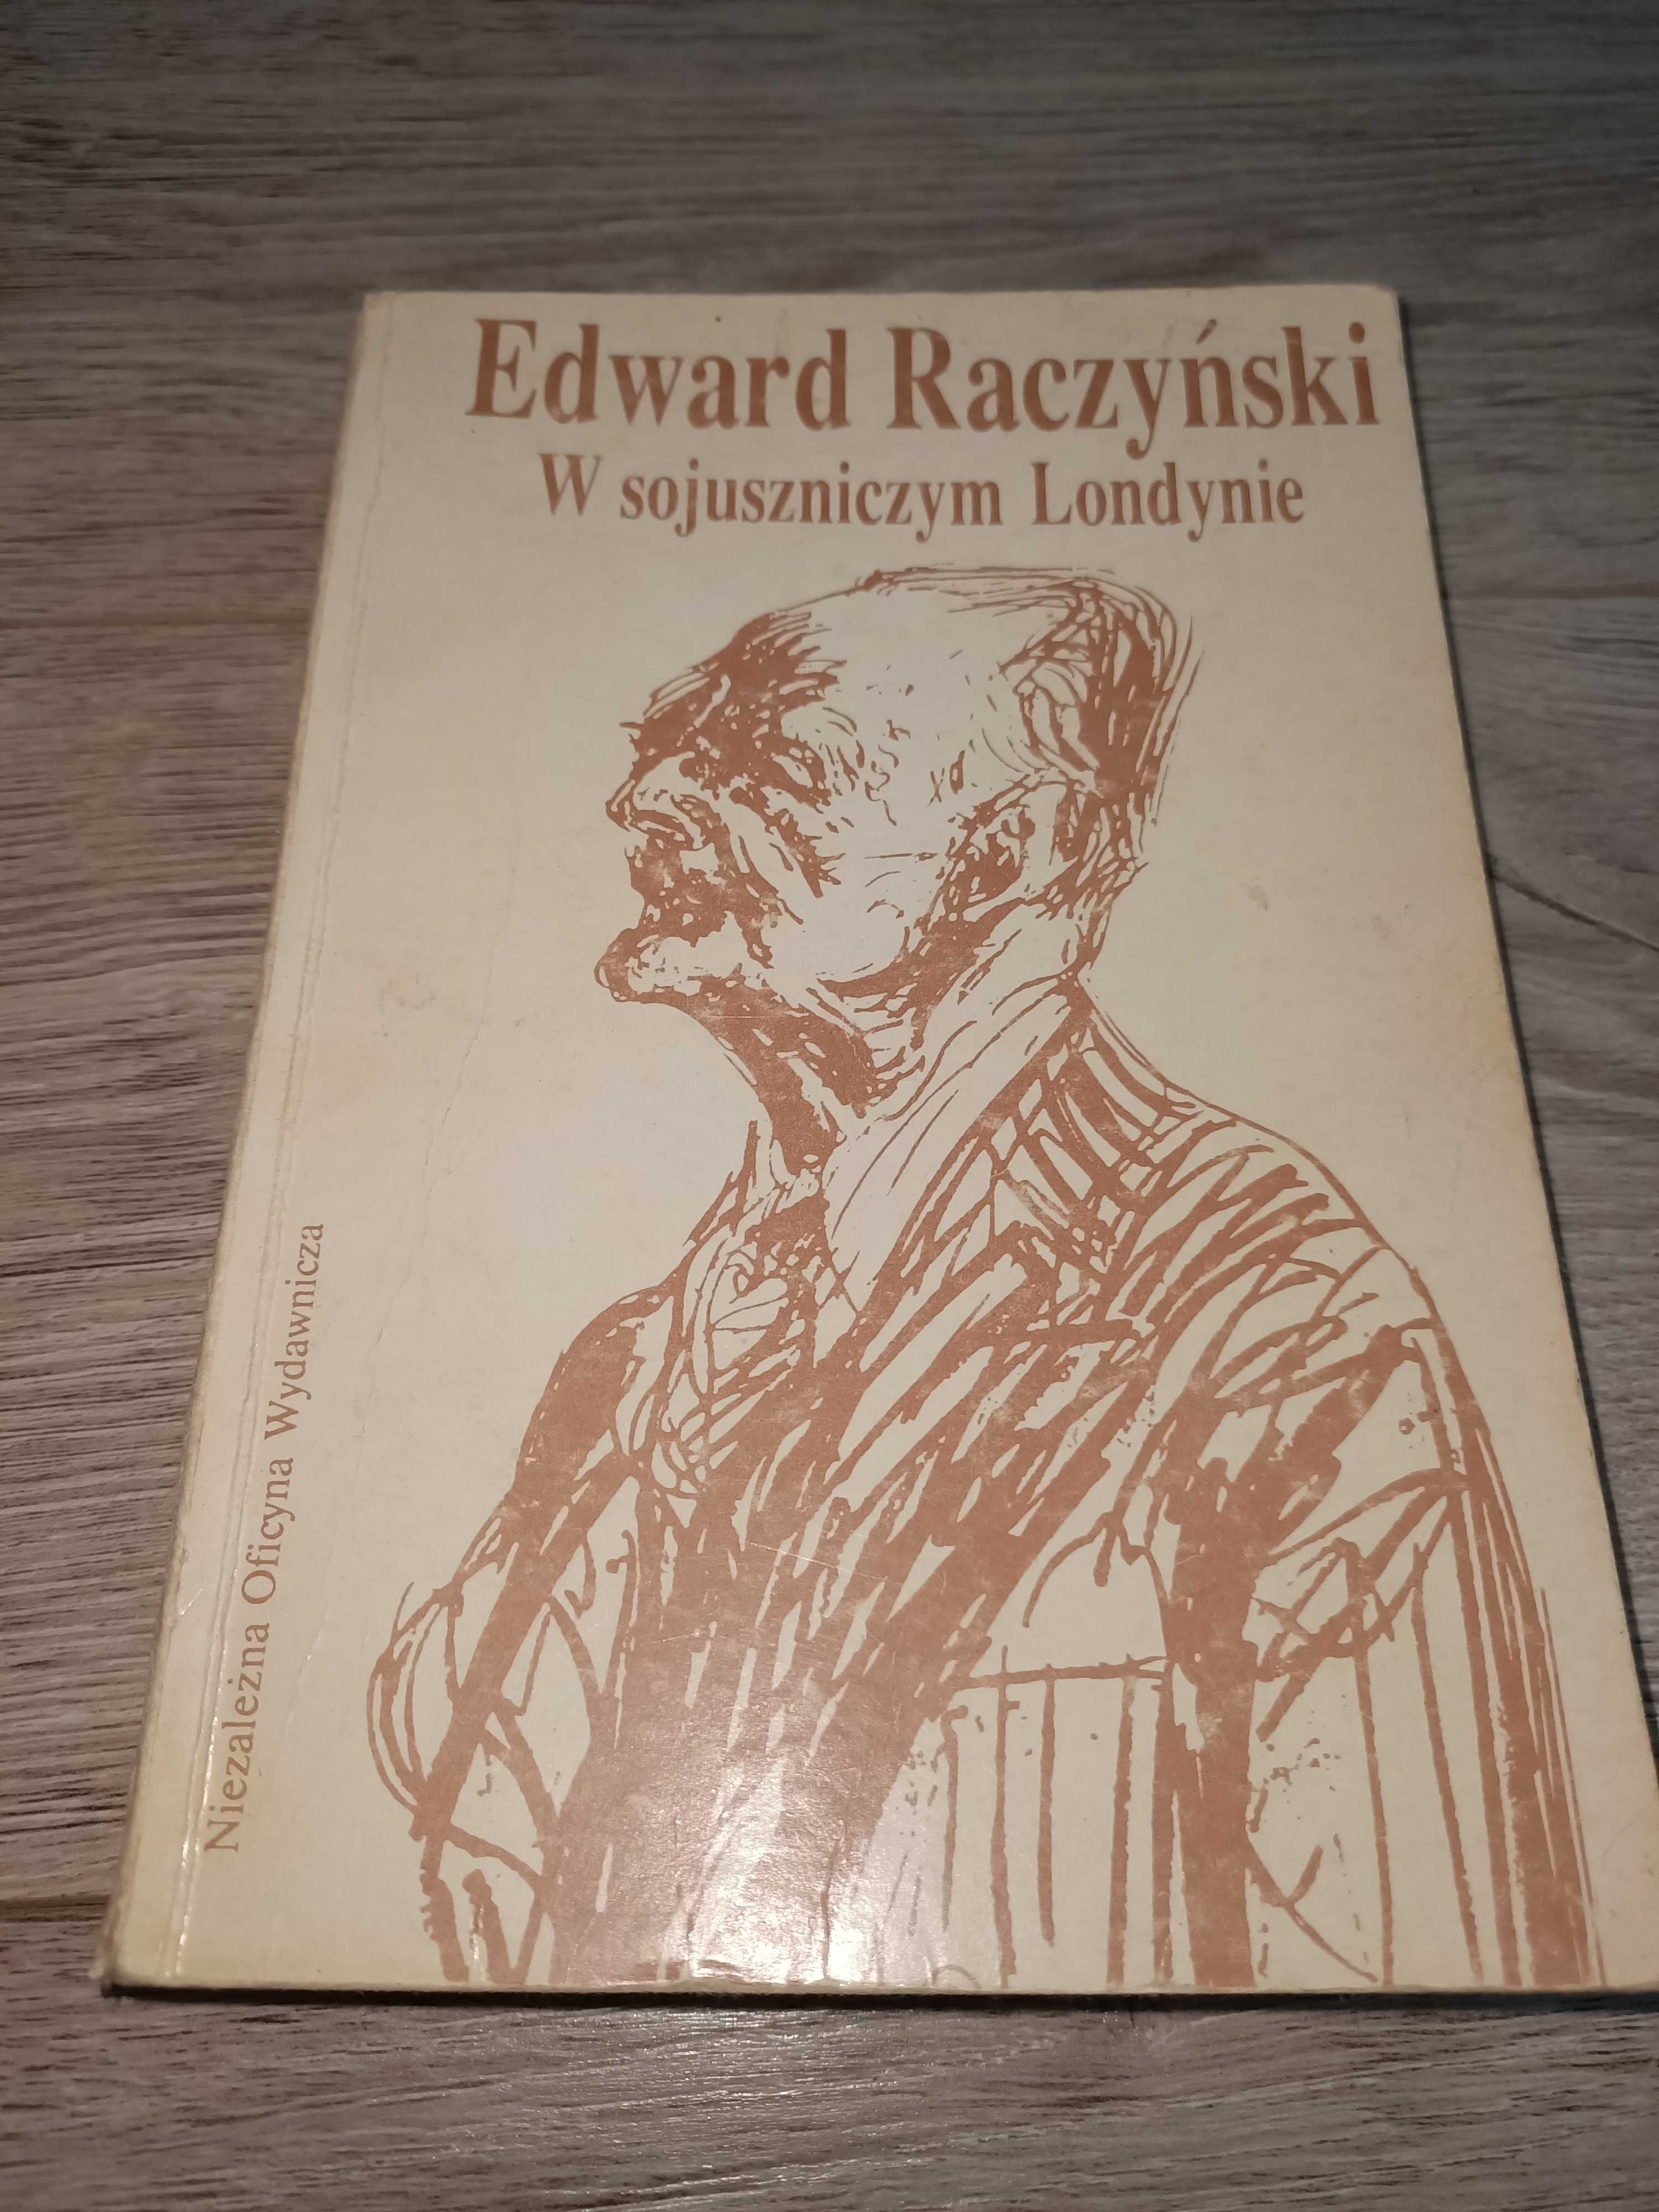 Edward Raczyński
W sojuszniczym Londynie
Niezależna Oficyna Wydawnicza